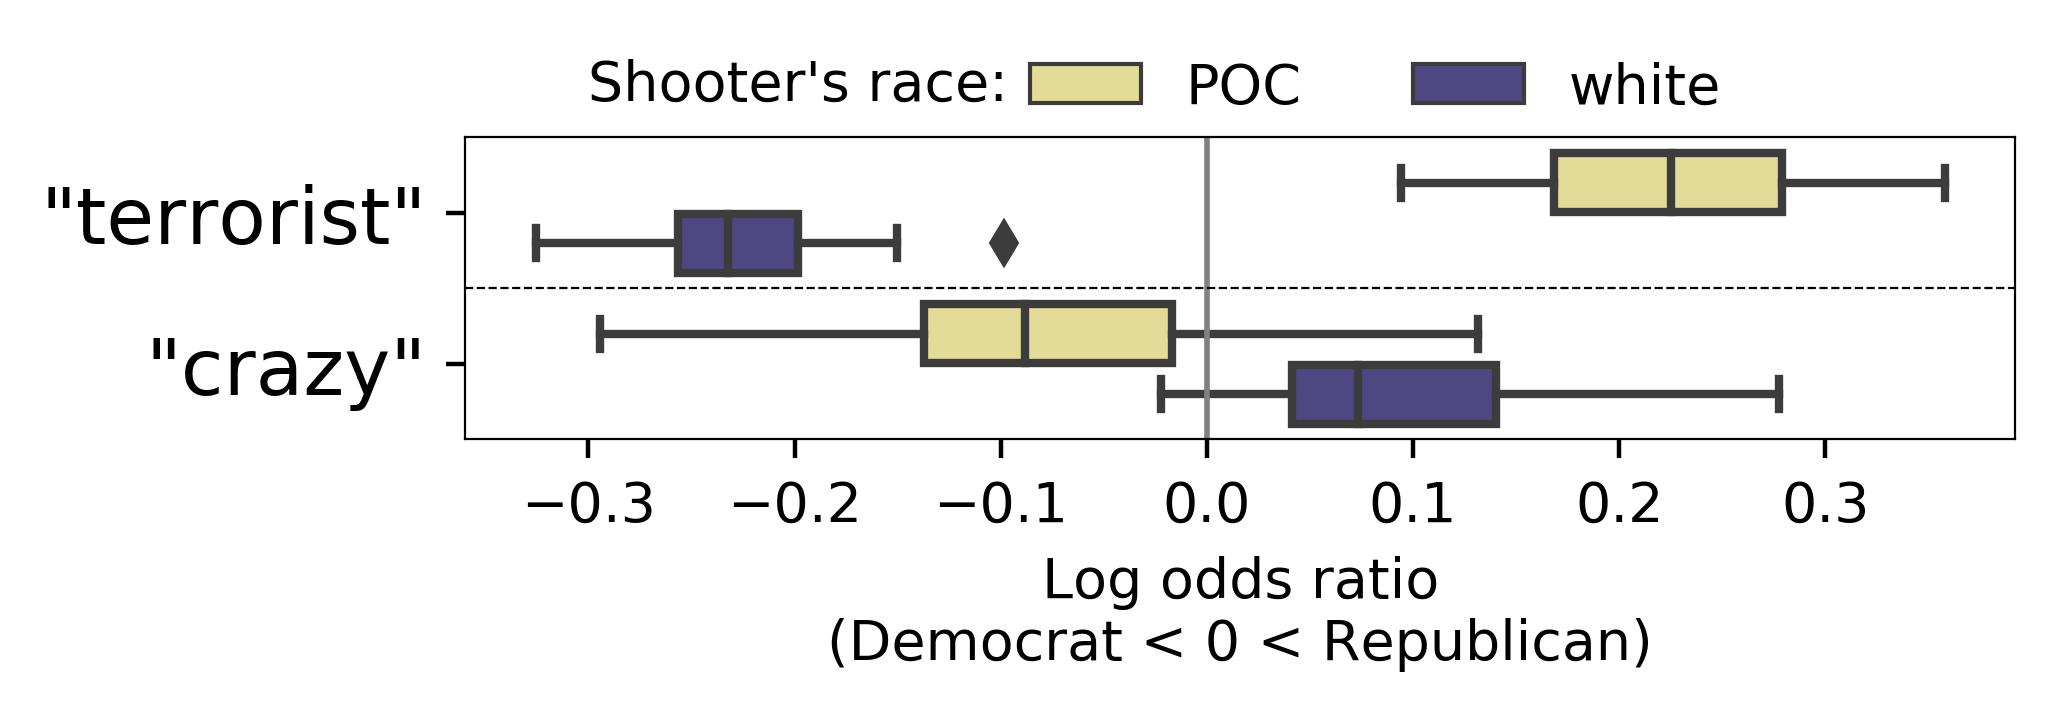 Shooter's race: POC white
"terrorist"
"crazy"
−0.3 −0.2 −0.1 0.0 0.1 0.2 0.3
Log odds ratio
(Democrat < 0 < Republican)